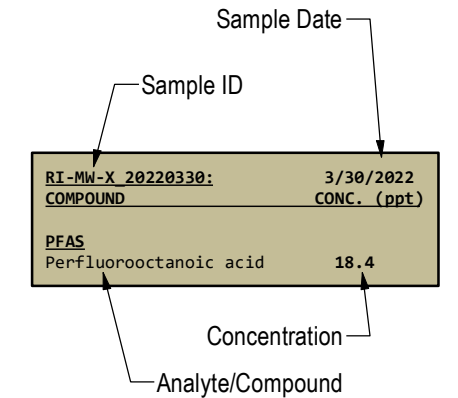 Sample Date
Sample ID
RI-MW-X_20220330: 3/30/2022
COMPOUND CONC. (ppt)
PFAS
Perfluorooctanoic acid 18.4
Concentration
Analyte/Compound